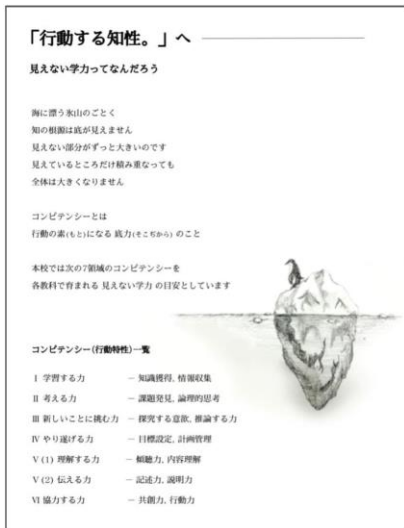 「行動する知性。」へ
見えない学力ってなんだろう
海に漂う氷山のごとく
知の根源は底が見えません
見えない部分がずっと大きいのです
見えているところだけ積み重なっても
全体は大きくなりません
コンピテンシーとは
行動の素(もと)になる 底力(そこぢから) のこと
本校では次の7領域のコンピテンシーを
各教科で育まれる 見えない学力 の目安としています
コンピテンシー(行動特性)一覧
Ⅰ 学習する力 － 知識獲得, 情報収集
Ⅱ 考える力 － 課題発見, 論理的思考
Ⅲ 新しいことに挑む力 － 探究する意欲, 推論する力
Ⅳ やり遂げる力 － 目標設定, 計画管理
Ⅴ (1) 理解する力 － 傾聴力, 内容理解
Ⅴ (2) 伝える力 － 記述力, 説明力
Ⅵ 協力する力 － 共創力, 行動力